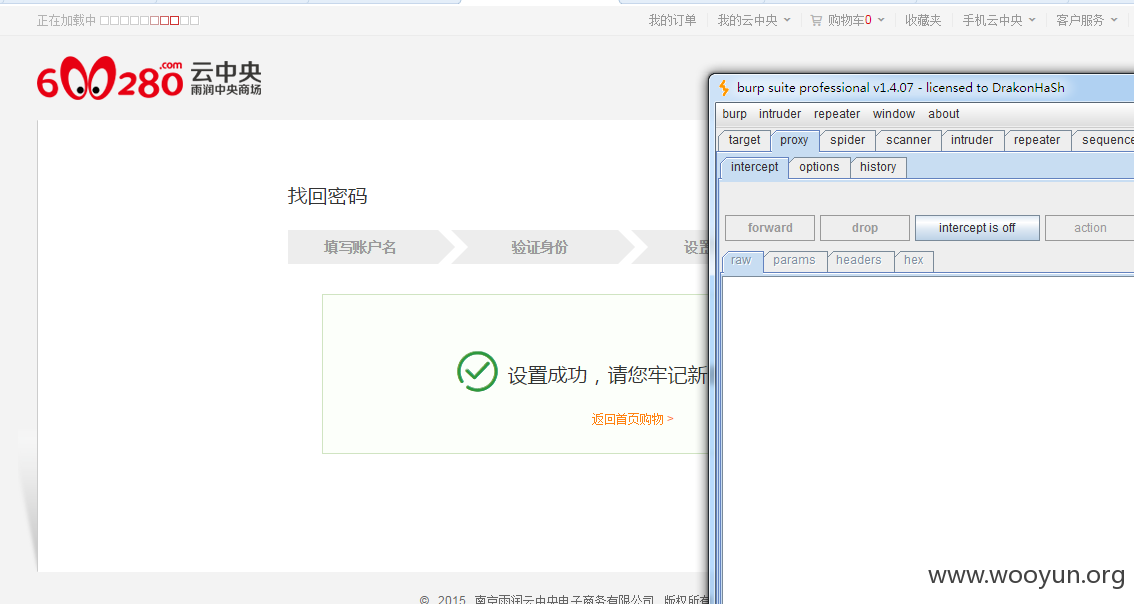 正在加载中
我的订单 我的云中央 购物车0 收藏夹 手机云中央 客户服务
600280.com 云中央
雨润中央商场
找回密码
填写账户名 验证身份 设置
设置成功，请您牢记新
返回首页购物 >
© 2015 南京雨润云中央电子商务有限公司 版权所有
burp suite professional v1.4.07 - licensed to DrakonHaSh
burp intruder repeater window about
target proxy spider scanner intruder repeater sequence
intercept options history
forward drop intercept is off action
raw params headers hex
www.wooyun.org